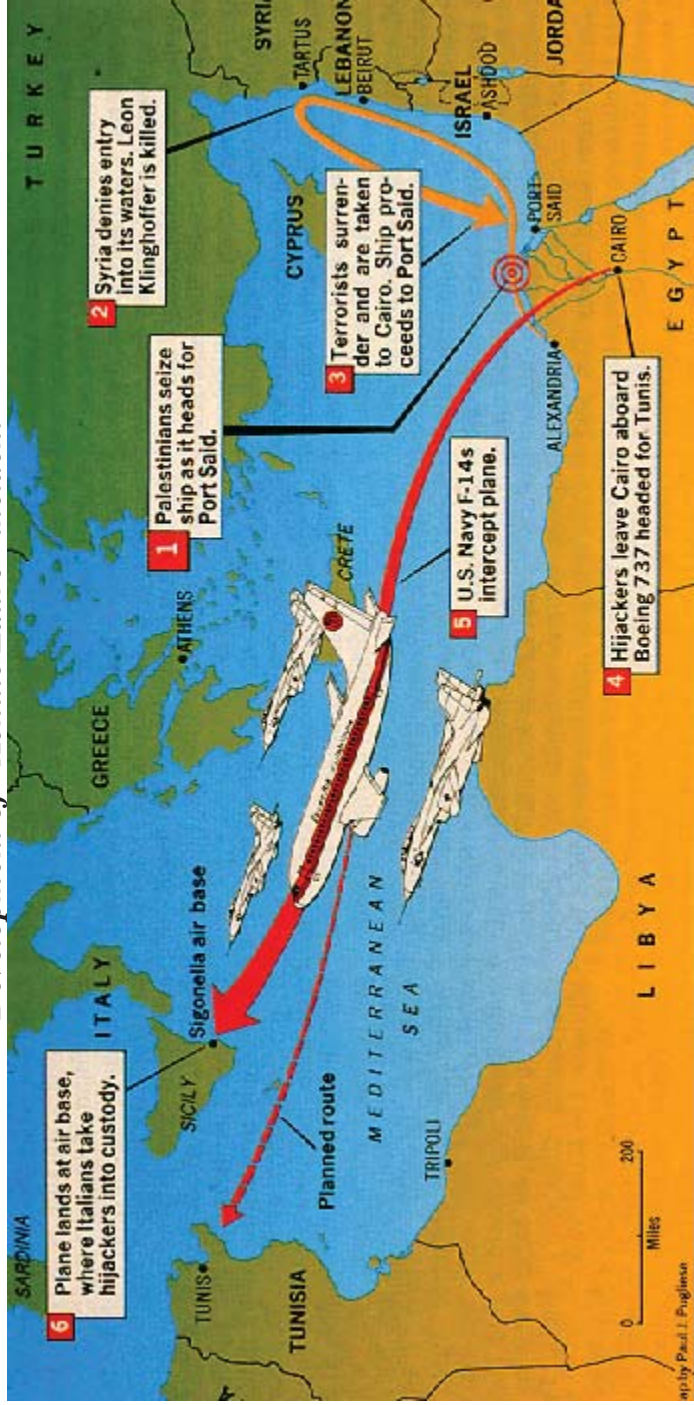 TURKEY
SYRI
TARTUS
LEBANON
BEIRUT
ISRAEL
ASHDOD
JORDA
2 Syria denies entry
into its waters. Leon
Klinghoffer is killed.
CYPRUS
1 Palestinians seize
ship as it heads for
Port Said.
3 Terrorists surren-
der and are taken
to Cairo. Ship pro-
ceeds to Port Said.
PORT
SAID
CAIRO
EGYPT
ALEXANDRIA
4 Hijackers leave Cairo aboard
Boeing 737 headed for Tunis.
5 U.S. Navy F-14s
intercept plane.
CRETE
ATHENS
GREECE
ITALY
Sigonella air base
SICILY
6 Plane lands at air base,
where Italians take
hijackers into custody.
SARDINIA
TUNIS
TUNISIA
Planned route
MEDITERRANEAN
SEA
TRIPOLI
LIBYA
0 200
Miles
ap by Paul J. Pugliese